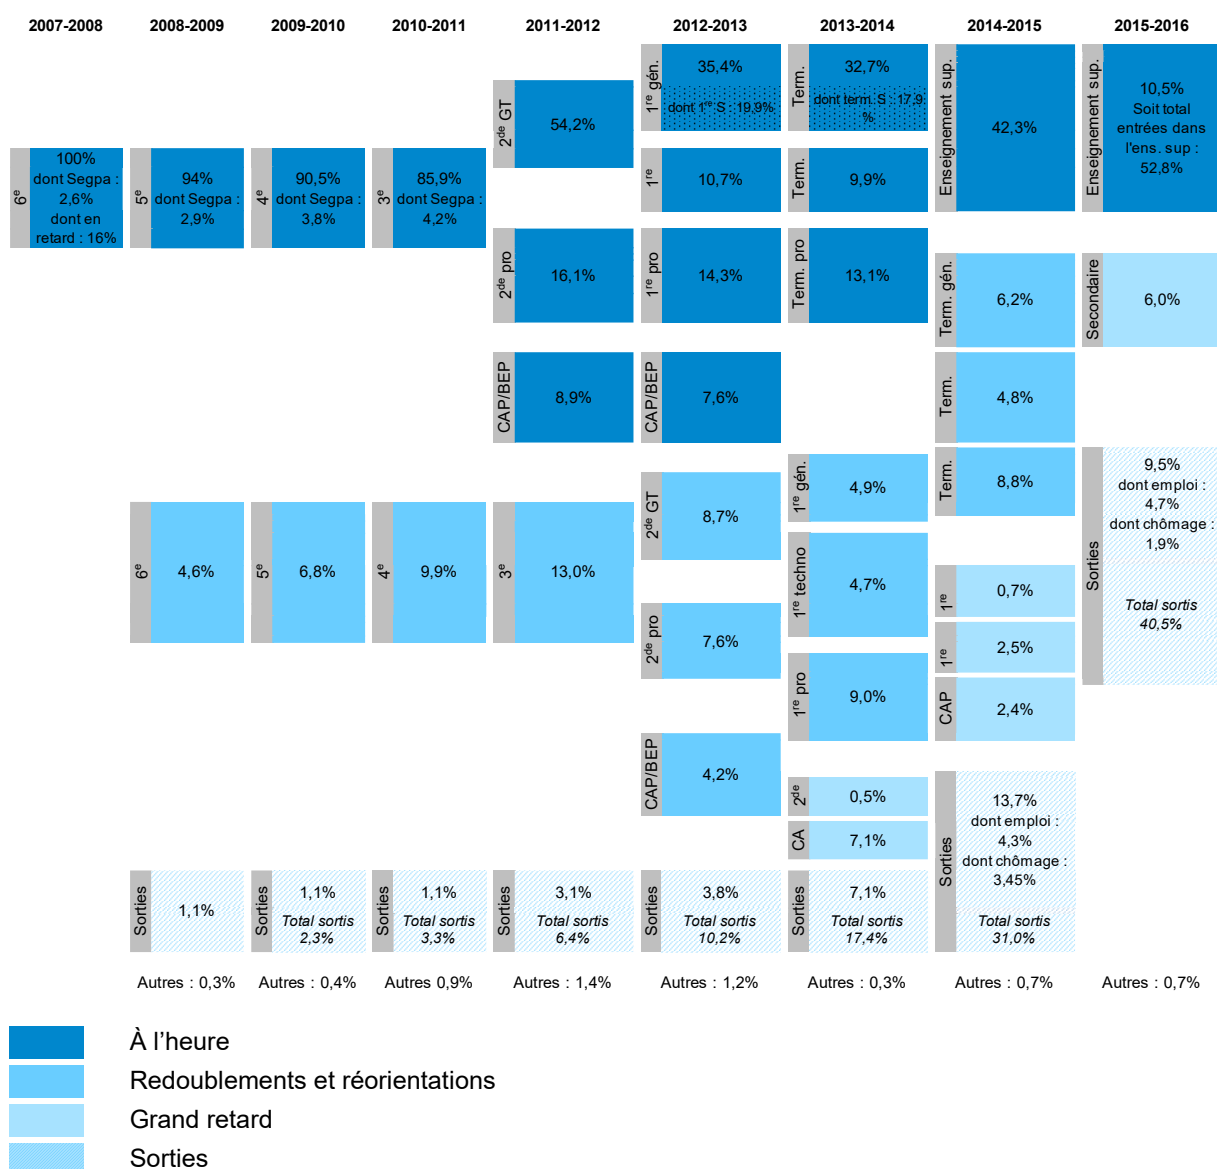 2007-2008 2008-2009 2009-2010 2010-2011 2011-2012 2012-2013 2013-2014 2014-2015 2015-2016
6e
100%
dont Segpa :
2,6%
dont en
retard : 16%
5e
94%
dont Segpa :
2,9%
4e
90,5%
dont Segpa :
3,8%
3e
85,9%
dont Segpa :
4,2%
2de GT
54,2%
1re gén.
35,4%
dont 1re S : 19,9%
Term.
32,7%
dont term. S : 17,9
%
Enseignement sup.
42,3%
Enseignement sup.
10,5%
Soit total
entrées dans
l'ens. sup :
52,8%
1re
10,7%
Term.
9,9%
2de pro
16,1%
1re pro
14,3%
Term. pro
13,1%
Term. gén.
6,2%
Secondaire
6,0%
CAP/BEP
8,9%
CAP/BEP
7,6%
Term.
4,8%
6e
4,6%
5e
6,8%
4e
9,9%
3e
13,0%
2de GT
8,7%
1re gén.
4,9%
Term.
8,8%
Sorties
9,5%
dont emploi :
4,7%
dont chômage :
1,9%
Total sortis
40,5%
1re techno
4,7%
1re
0,7%
2de pro
7,6%
1re pro
9,0%
1re
2,5%
CAP
2,4%
CAP/BEP
4,2%
2de
0,5%
CA
7,1%
Sorties
13,7%
dont emploi :
4,3%
dont chômage :
3,45%
Total sortis
31,0%
Sorties
1,1%
Sorties
1,1%
Total sortis
2,3%
Sorties
1,1%
Total sortis
3,3%
Sorties
3,1%
Total sortis
6,4%
Sorties
3,8%
Total sortis
10,2%
Sorties
7,1%
Total sortis
17,4%
Autres : 0,3% Autres : 0,4% Autres 0,9% Autres : 1,4% Autres : 1,2% Autres : 0,3% Autres : 0,7% Autres : 0,7%
À l’heure
Redoublements et réorientations
Grand retard
Sorties